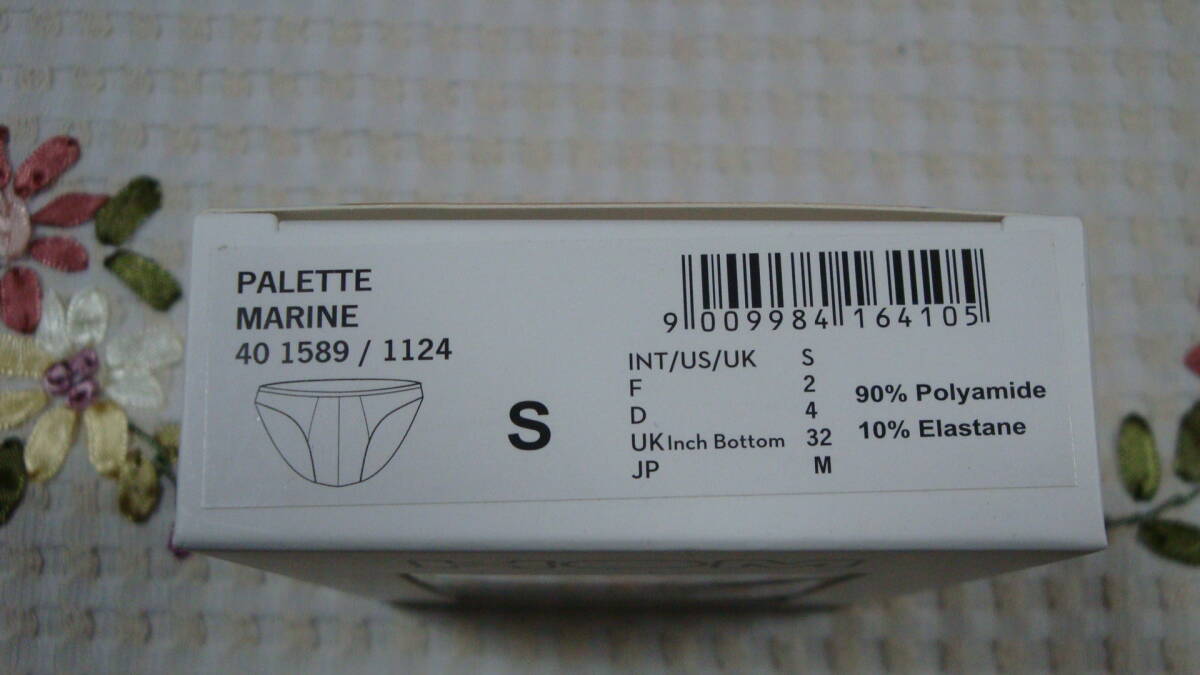 PALETTE
MARINE
40 1589 / 1124
S
9 009984 164105
INT/US/UK S
F 2
D 4
UK Inch Bottom 32
JP M
90% Polyamide
10% Elastane